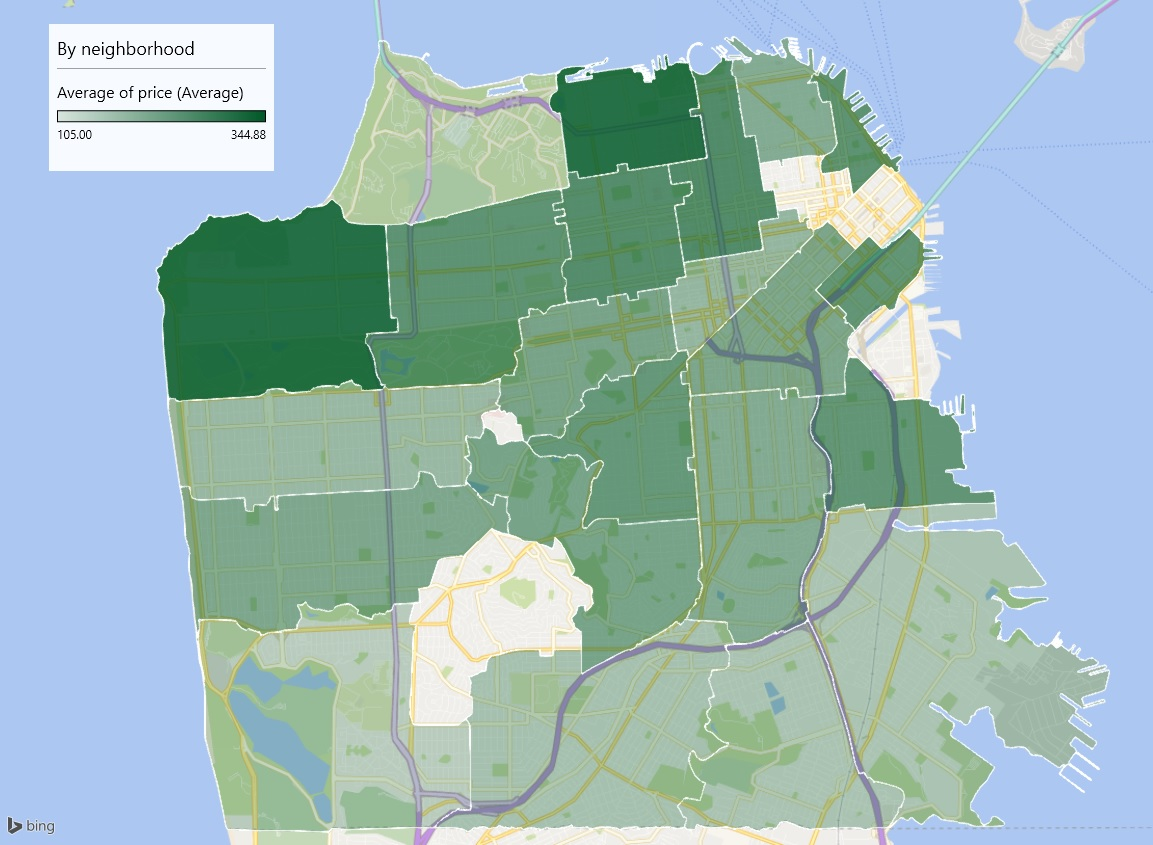 By neighborhood
Average of price (Average)
105.00 344.88
bing